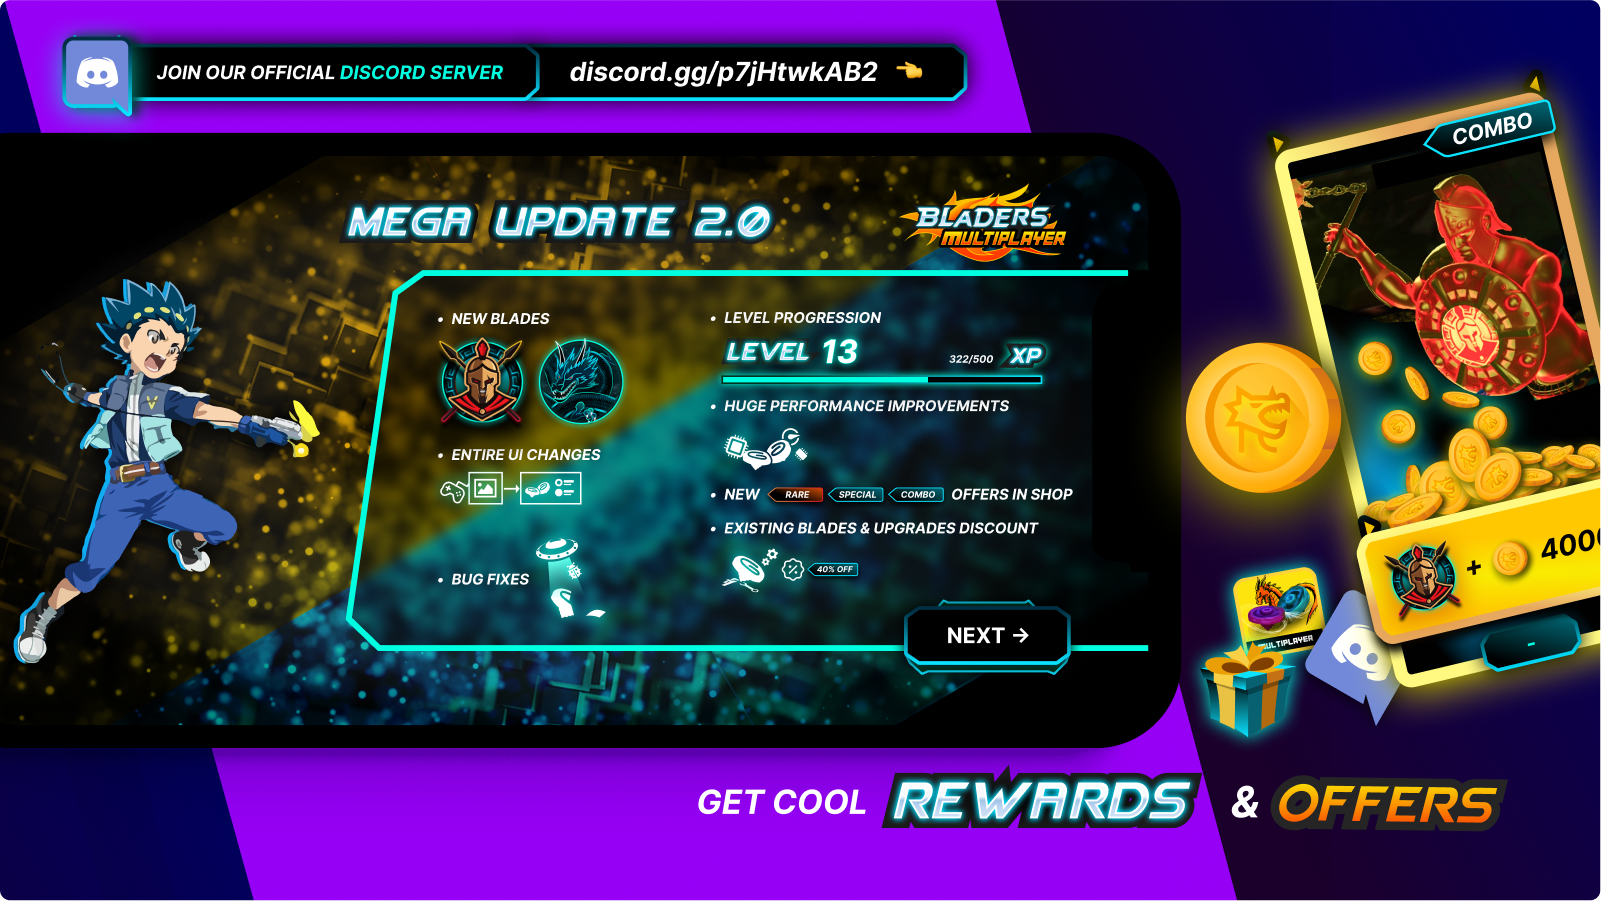 JOIN OUR OFFICIAL DISCORD SERVER
discord.gg/p7jHtwkAB2
COMBO
MEGA UPDATE 2.0
BLADERS
MULTIPLAYER
• NEW BLADES
• ENTIRE UI CHANGES
• BUG FIXES
• LEVEL PROGRESSION
LEVEL 13
322/500 XP
• HUGE PERFORMANCE IMPROVEMENTS
• NEW RARE SPECIAL COMBO OFFERS IN SHOP
• EXISTING BLADES & UPGRADES DISCOUNT
40% OFF
NEXT →
+ 400
MULTIPLAYER
-
GET COOL REWARDS & OFFERS